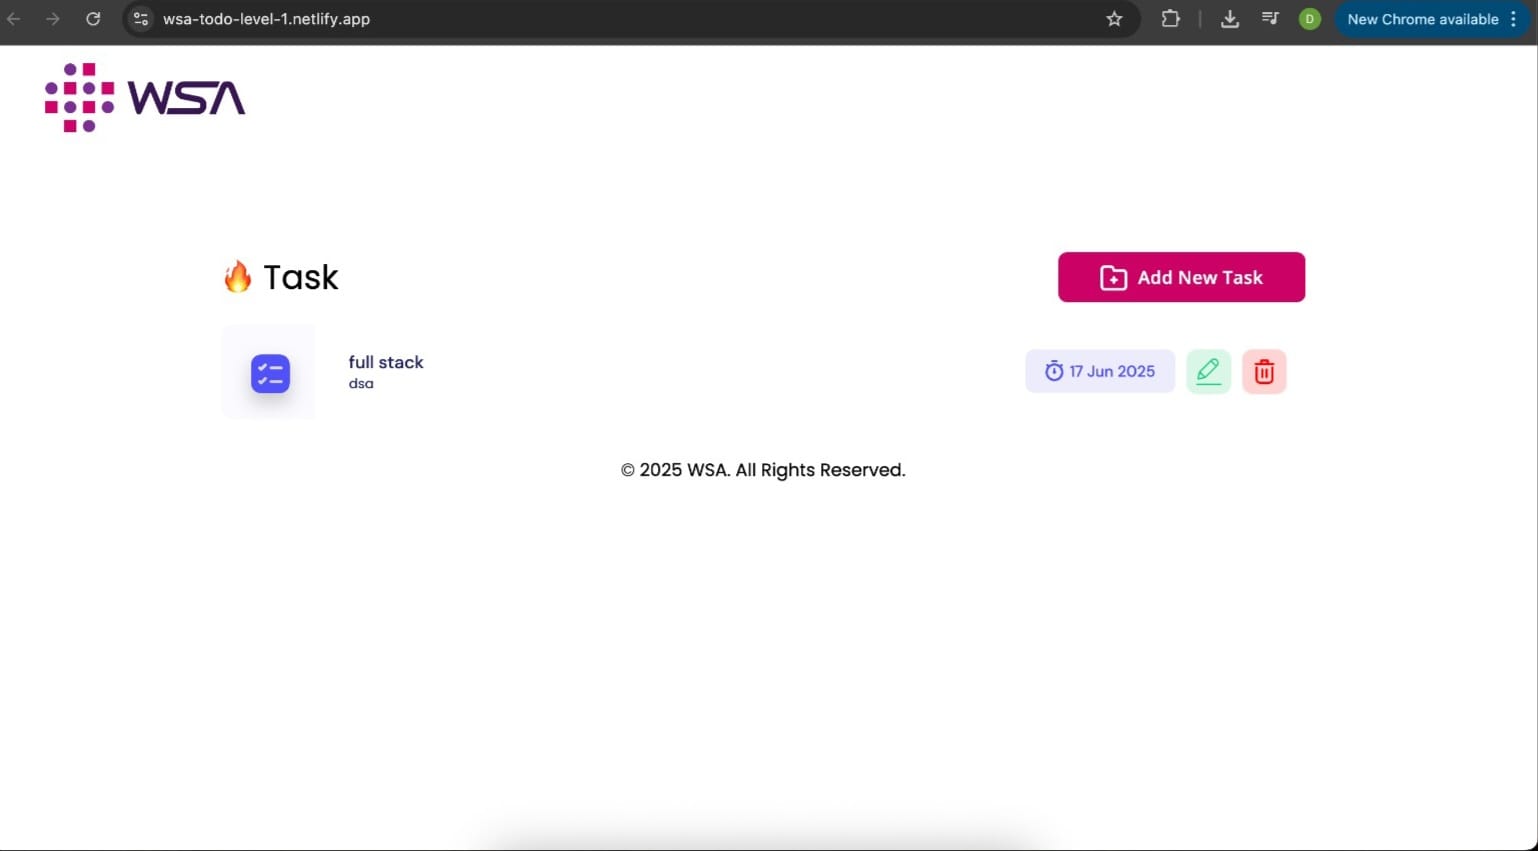 wsa-todo-level-1.netlify.app
D
New Chrome available
WSA
🔥 Task
Add New Task
full stack
dsa
17 Jun 2025
© 2025 WSA. All Rights Reserved.